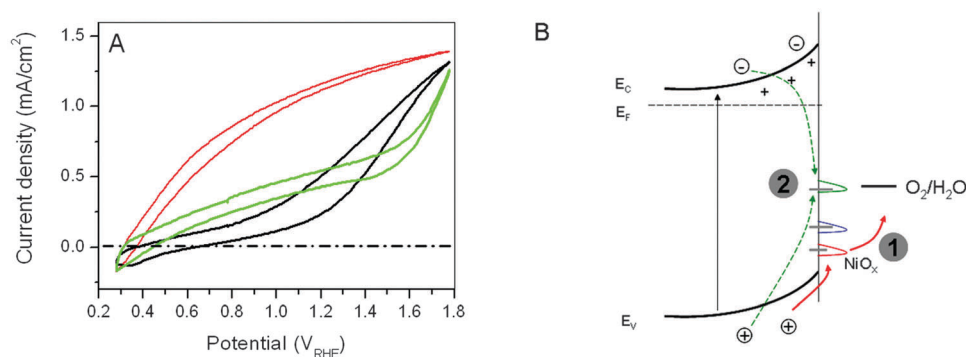 A
Current density (mA/cm²)
1.5
1.0
0.5
0.0
0.2 0.4 0.6 0.8 1.0 1.2 1.4 1.6 1.8
Potential (V_RHE)
B
E_C
E_F
E_V
2
1
O₂/H₂O
NiOₓ